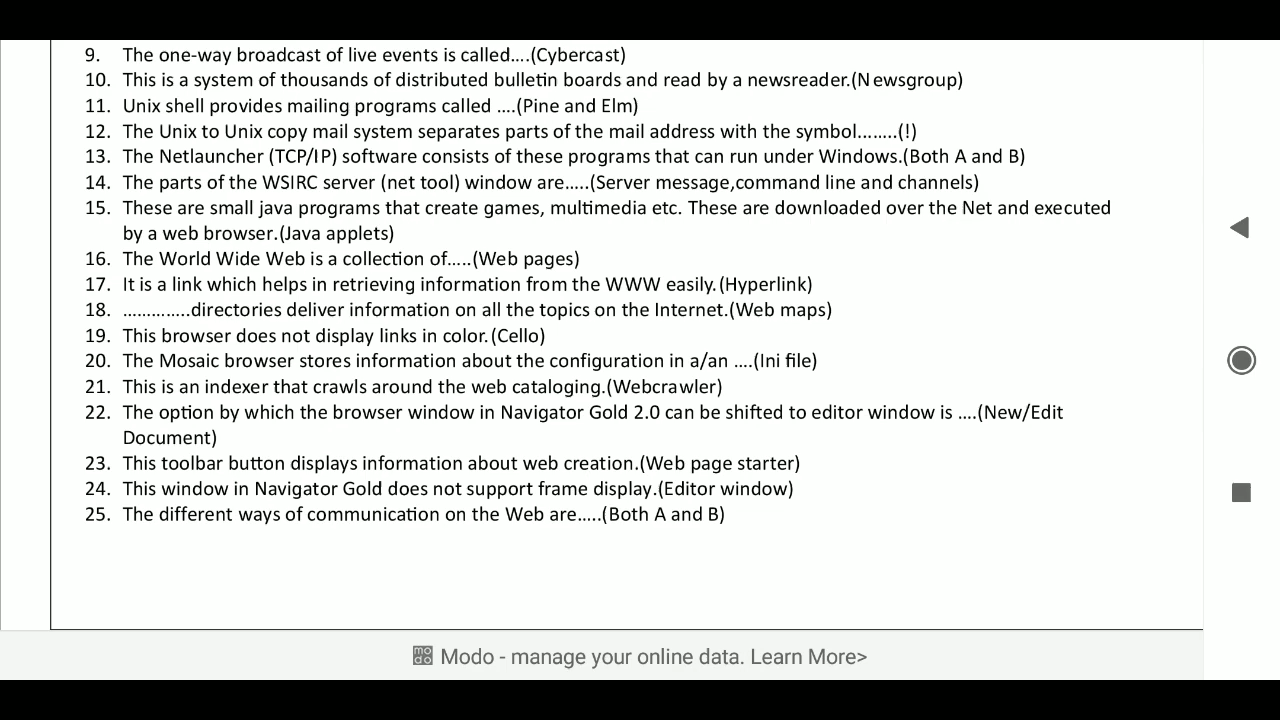 9. The one-way broadcast of live events is called....(Cybercast)
10. This is a system of thousands of distributed bulletin boards and read by a newsreader.(Newsgroup)
11. Unix shell provides mailing programs called ....(Pine and Elm)
12. The Unix to Unix copy mail system separates parts of the mail address with the symbol........(!)
13. The Netlauncher (TCP/IP) software consists of these programs that can run under Windows.(Both A and B)
14. The parts of the WSIRC server (net tool) window are.....(Server message,command line and channels)
15. These are small java programs that create games, multimedia etc. These are downloaded over the Net and executed
by a web browser.(Java applets)
16. The World Wide Web is a collection of.....(Web pages)
17. It is a link which helps in retrieving information from the WWW easily.(Hyperlink)
18. ..............directories deliver information on all the topics on the Internet.(Web maps)
19. This browser does not display links in color.(Cello)
20. The Mosaic browser stores information about the configuration in a/an ....(Ini file)
21. This is an indexer that crawls around the web cataloging.(Webcrawler)
22. The option by which the browser window in Navigator Gold 2.0 can be shifted to editor window is ....(New/Edit
Document)
23. This toolbar button displays information about web creation.(Web page starter)
24. This window in Navigator Gold does not support frame display.(Editor window)
25. The different ways of communication on the Web are.....(Both A and B)
modo Modo - manage your online data. Learn More>